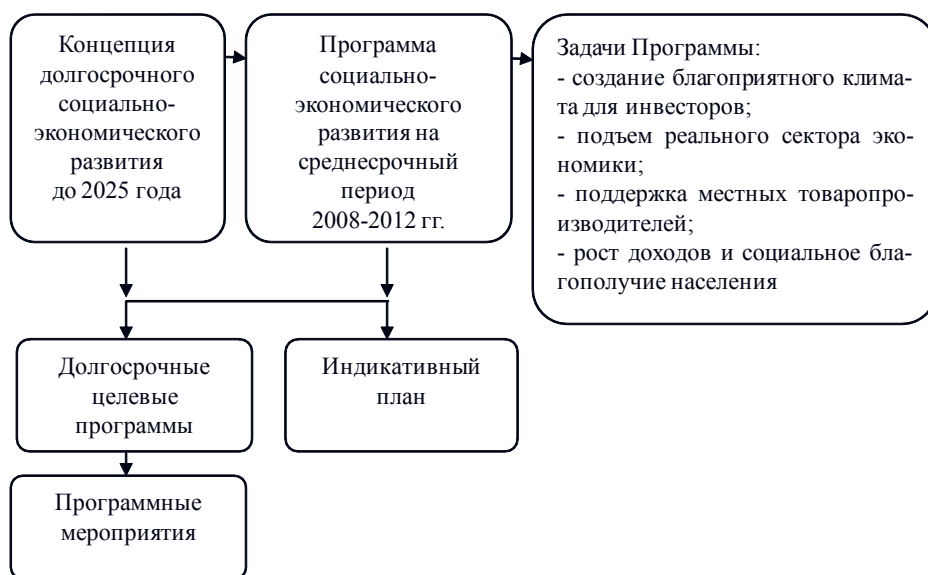 Концепция
долгосрочного
социально-
экономического
развития
до 2025 года
Программа
социально-
экономического
развития на
среднесрочный
период
2008-2012 гг.
Задачи Программы:
- создание благоприятного клима-
та для инвесторов;
- подъем реального сектора эко-
номики;
- поддержка местных товаропро-
изводителей;
- рост доходов и социальное бла-
гополучие населения
Долгосрочные
целевые
программы
Индикативный
план
Программные
мероприятия